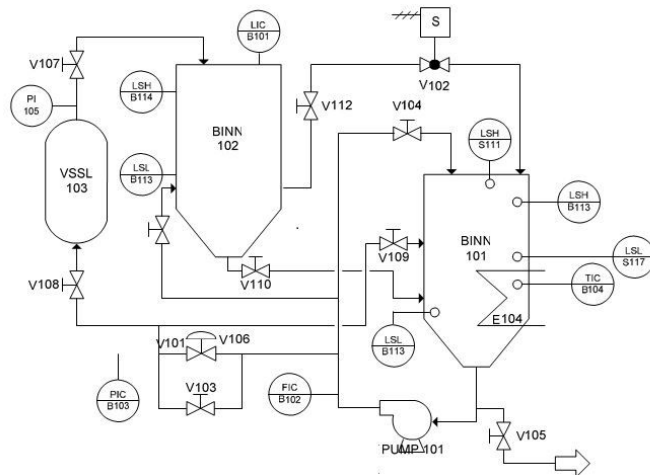 LIC
B101
S
V107
V102
LSH
B114
PI
105
V112
V104
BINN
102
LSH
S111
VSSL
103
LSL
B113
LSH
B113
BINN
101
LSL
S117
V109
V108
V110
TIC
B104
E104
V101
V106
LSL
B113
V103
PIC
B103
FIC
B102
PUMP 101
V105